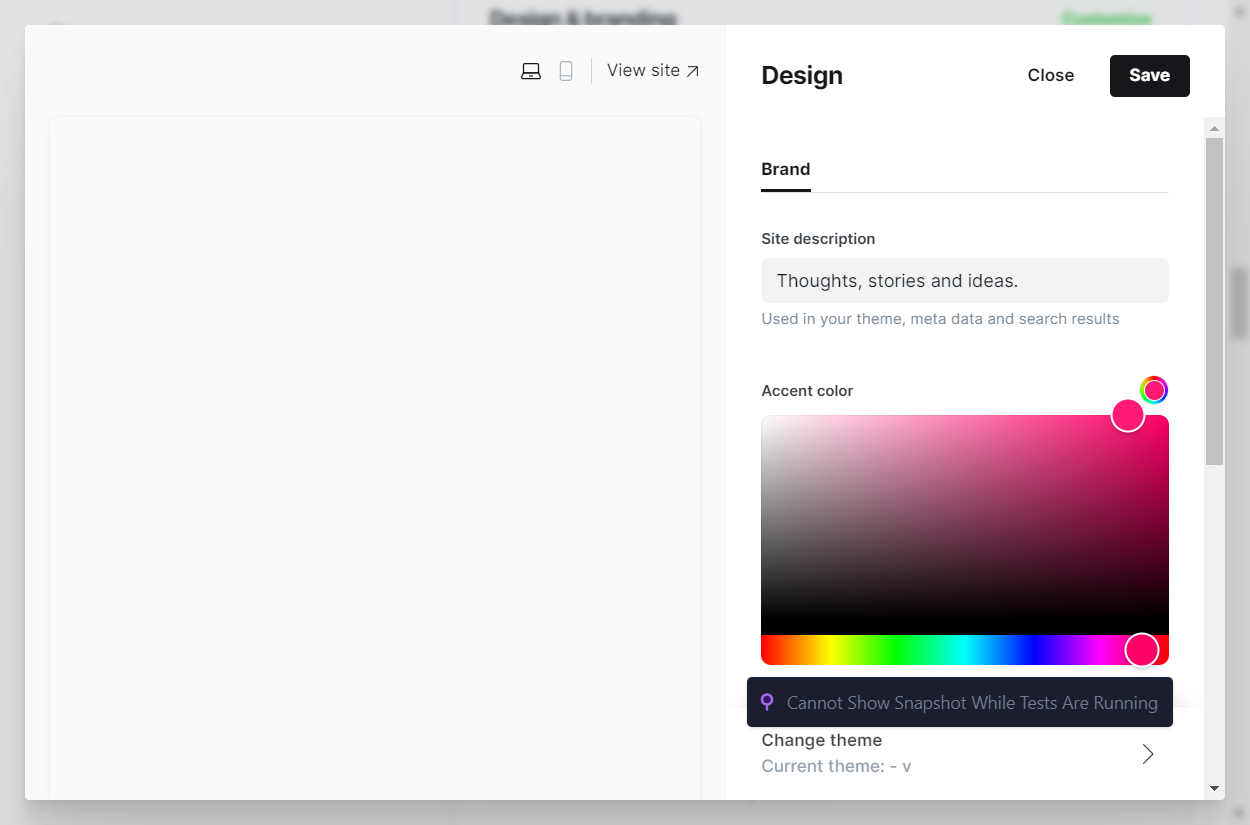 Design & branding
Customize
View site
Design
Close
Save
Brand
Site description
Thoughts, stories and ideas.
Used in your theme, meta data and search results
Accent color
Cannot Show Snapshot While Tests Are Running
Change theme
Current theme: - v